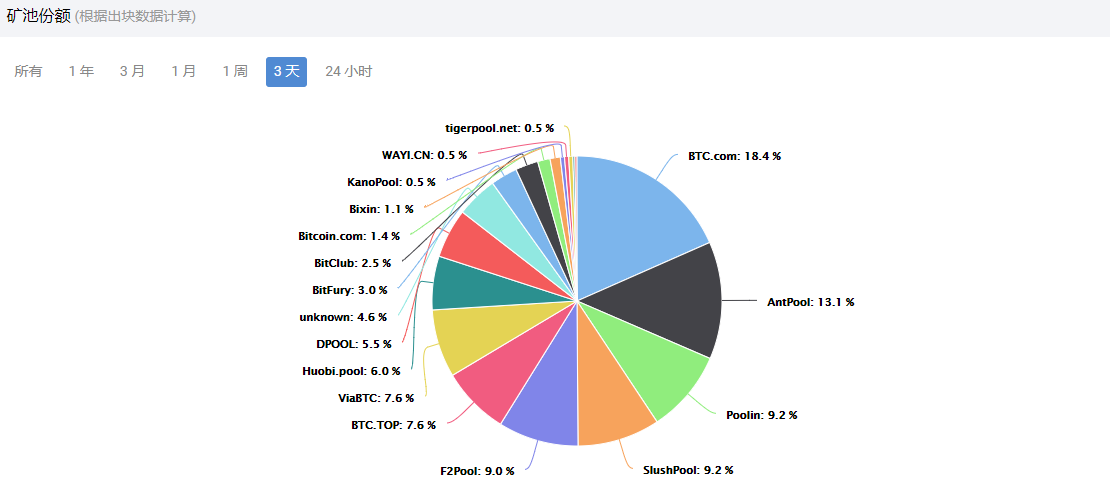 矿池份额 (根据出块数据计算)
所有 1 年 3 月 1 月 1 周 3 天 24 小时
tigerpool.net: 0.5 %
WAYI.CN: 0.5 %
KanoPool: 0.5 %
Bixin: 1.1 %
Bitcoin.com: 1.4 %
BitClub: 2.5 %
BitFury: 3.0 %
unknown: 4.6 %
DPOOL: 5.5 %
Huobi.pool: 6.0 %
ViaBTC: 7.6 %
BTC.TOP: 7.6 %
F2Pool: 9.0 %
BTC.com: 18.4 %
AntPool: 13.1 %
Poolin: 9.2 %
SlushPool: 9.2 %